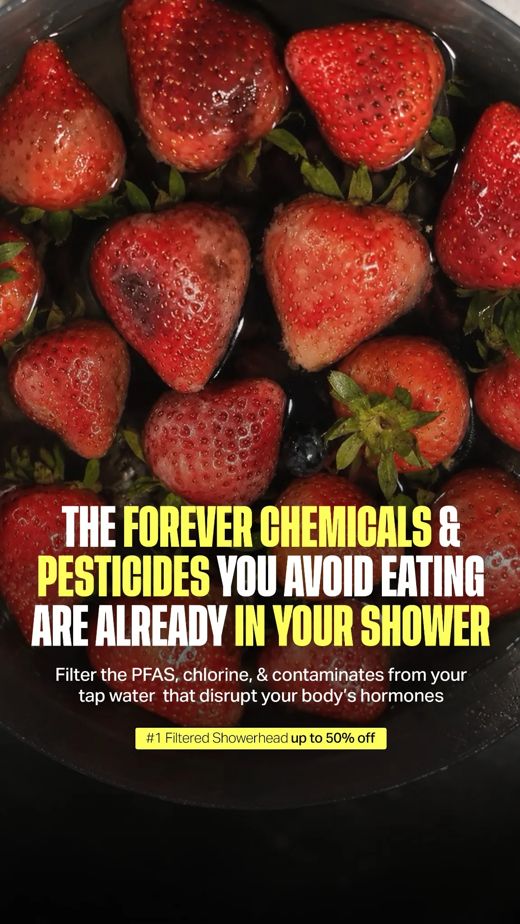 THE FOREVER CHEMICALS &
PESTICIDES YOU AVOID EATING
ARE ALREADY IN YOUR SHOWER
Filter the PFAS, chlorine, & contaminates from your
tap water that disrupt your body's hormones
#1 Filtered Showerhead up to 50% off